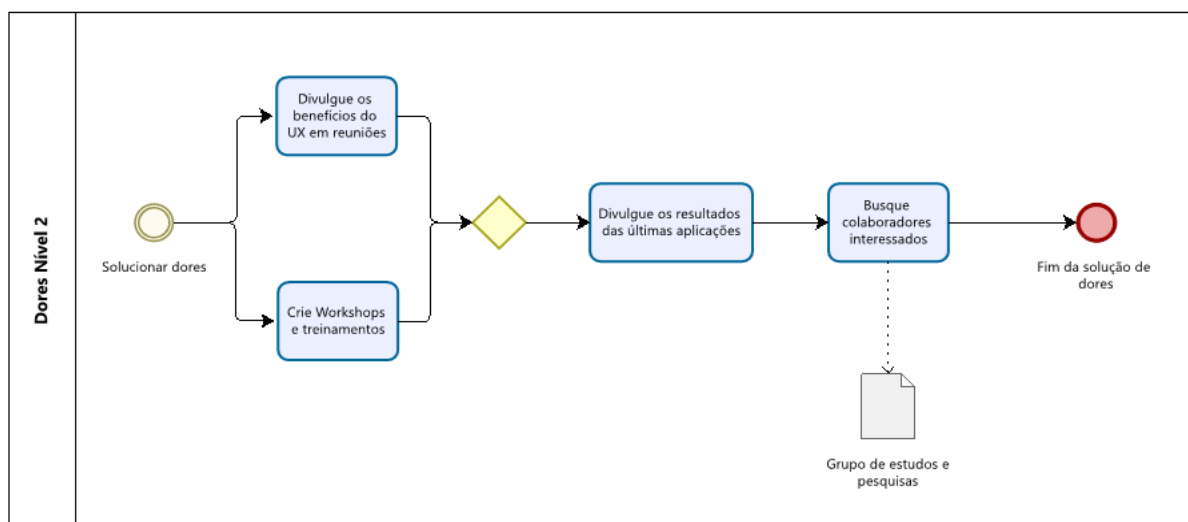 Dores Nível 2
Solucionar dores
Divulgue os
benefícios do
UX em reuniões
Crie Workshops
e treinamentos
Divulgue os resultados
das últimas aplicações
Busque
colaboradores
interessados
Grupo de estudos e
pesquisas
Fim da solução de
dores